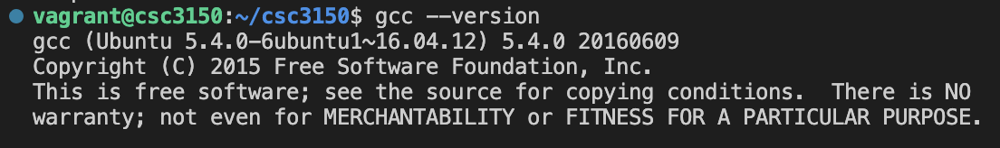 vagrant@csc3150:~/csc3150$ gcc --version
gcc (Ubuntu 5.4.0-6ubuntu1~16.04.12) 5.4.0 20160609
Copyright (C) 2015 Free Software Foundation, Inc.
This is free software; see the source for copying conditions.  There is NO
warranty; not even for MERCHANTABILITY or FITNESS FOR A PARTICULAR PURPOSE.